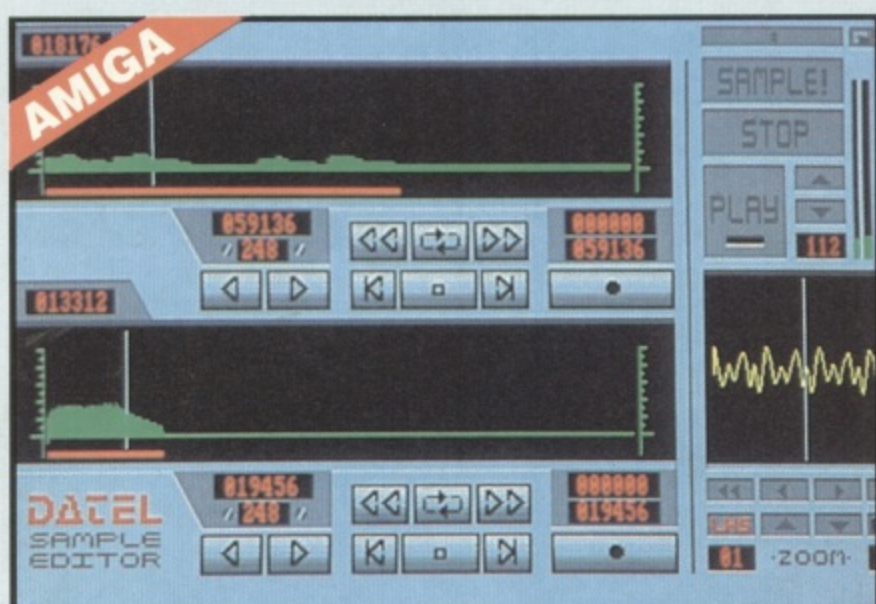 AMIGA
018176
SAMPLE!
STOP
PLAY
112
059136
248
000000
059136
013312
019456
248
000000
019456
DATEL
SAMPLE
EDITOR
01 ·ZOOM·